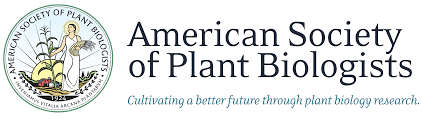 AMERICAN SOCIETY OF PLANT BIOLOGISTS
1924
American Society
of Plant Biologists
Cultivating a better future through plant biology research.